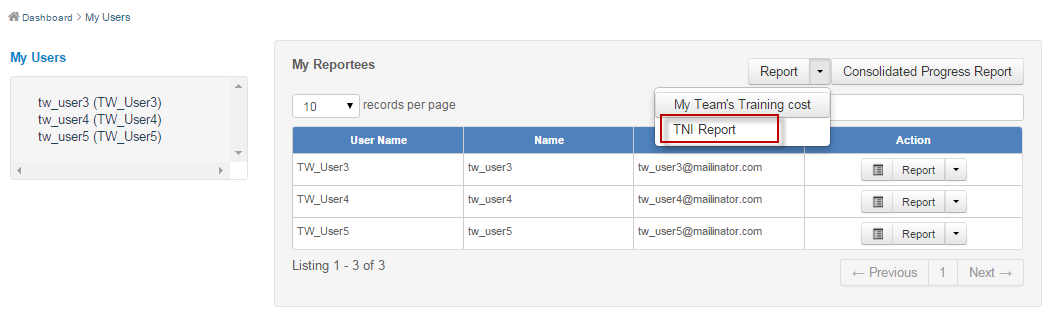 Dashboard > My Users
My Users
tw_user3 (TW_User3)
tw_user4 (TW_User4)
tw_user5 (TW_User5)
My Reportees
Report Consolidated Progress Report
My Team's Training cost
TNI Report
10 records per page
User Name Name Action
TW_User3 tw_user3 tw_user3@mailinator.com Report
TW_User4 tw_user4 tw_user4@mailinator.com Report
TW_User5 tw_user5 tw_user5@mailinator.com Report
Listing 1 - 3 of 3
← Previous 1 Next →